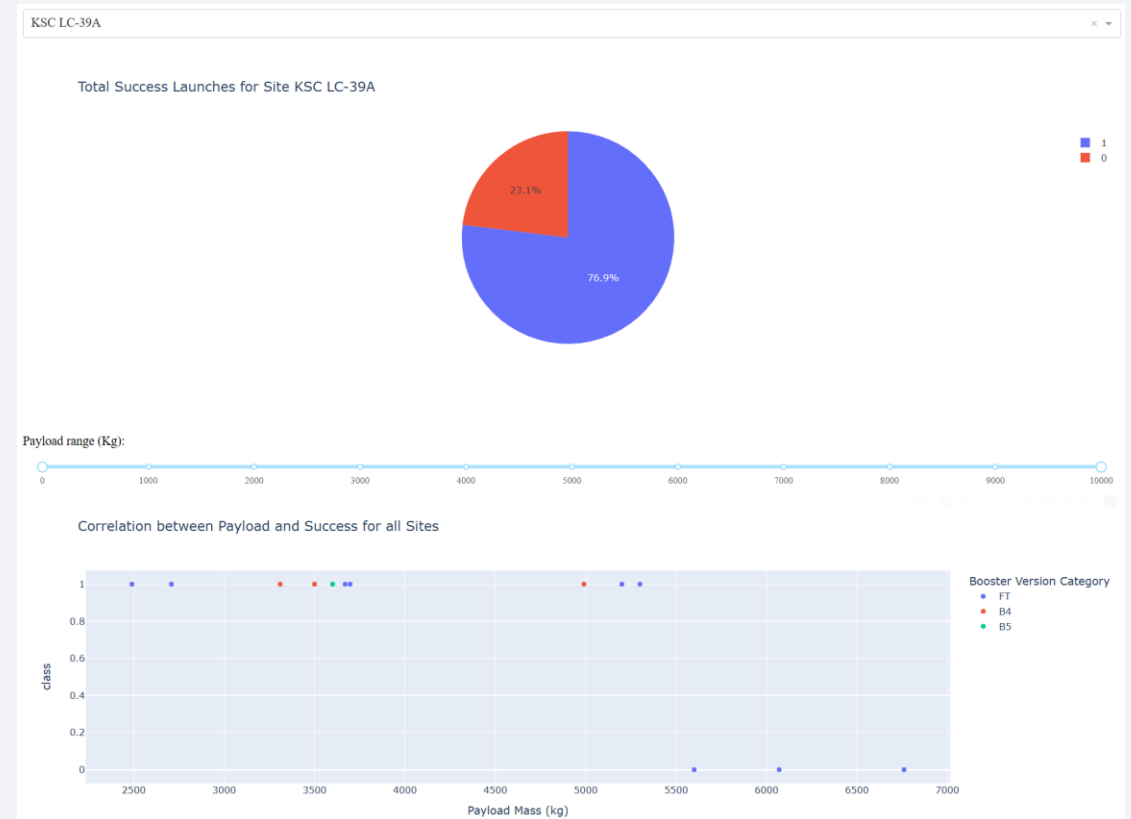 KSC LC-39A
Total Success Launches for Site KSC LC-39A
1
0
23.1%
76.9%
Payload range (Kg):
0 1000 2000 3000 4000 5000 6000 7000 8000 9000 10000
Correlation between Payload and Success for all Sites
Booster Version Category
FT
B4
B5
1
0.8
0.6
0.4
0.2
0
class
2500 3000 3500 4000 4500 5000 5500 6000 6500 7000
Payload Mass (kg)